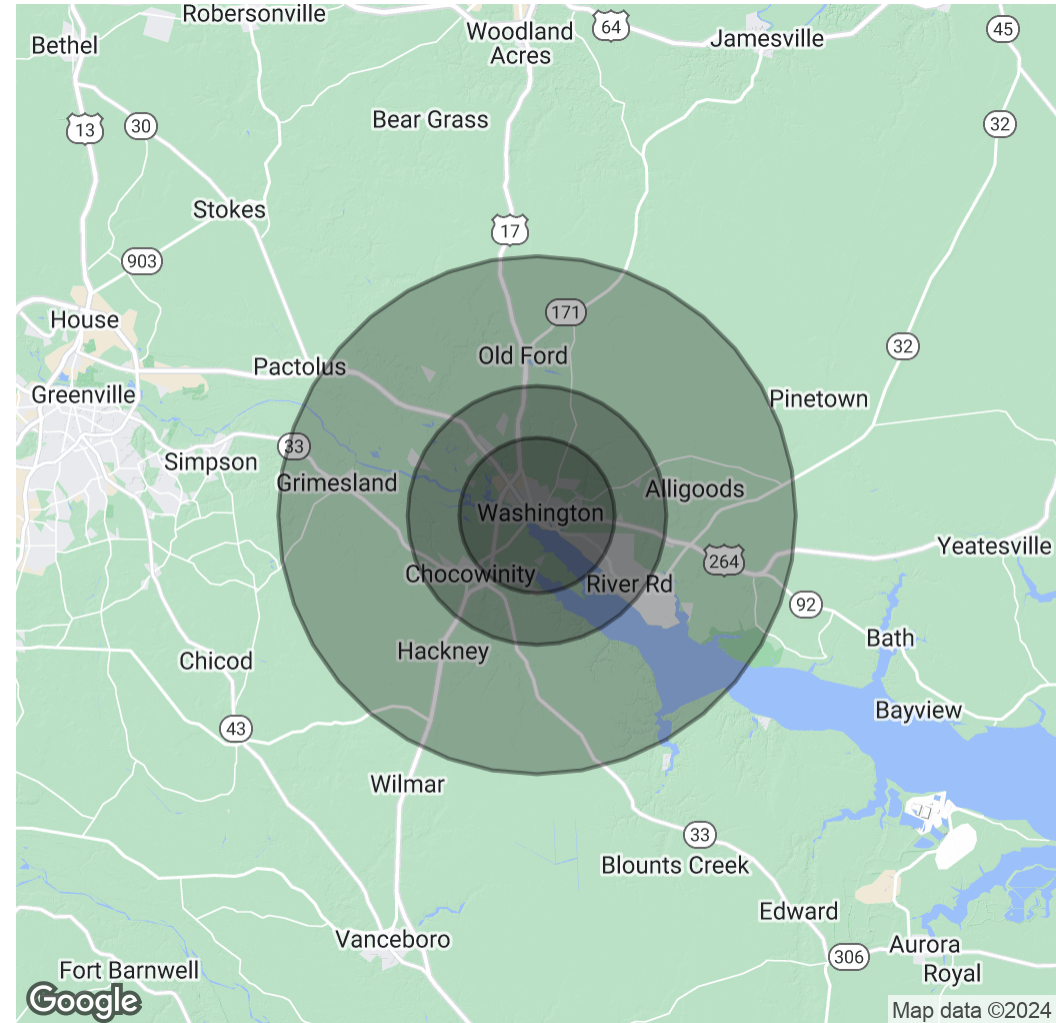 Robersonville
Bethel
Woodland
Acres
64
Jamesville
45
13
30
Bear Grass
32
Stokes
17
903
171
House
Old Ford
32
Pactolus
Greenville
Pinetown
33
Simpson
Grimesland
Alligoods
Washington
Yeatesville
264
Chocowinity
River Rd
92
Bath
Hackney
Chicod
Bayview
43
Wilmar
33
Blounts Creek
Edward
Vanceboro
306
Aurora
Fort Barnwell
Royal
Google
Map data ©2024